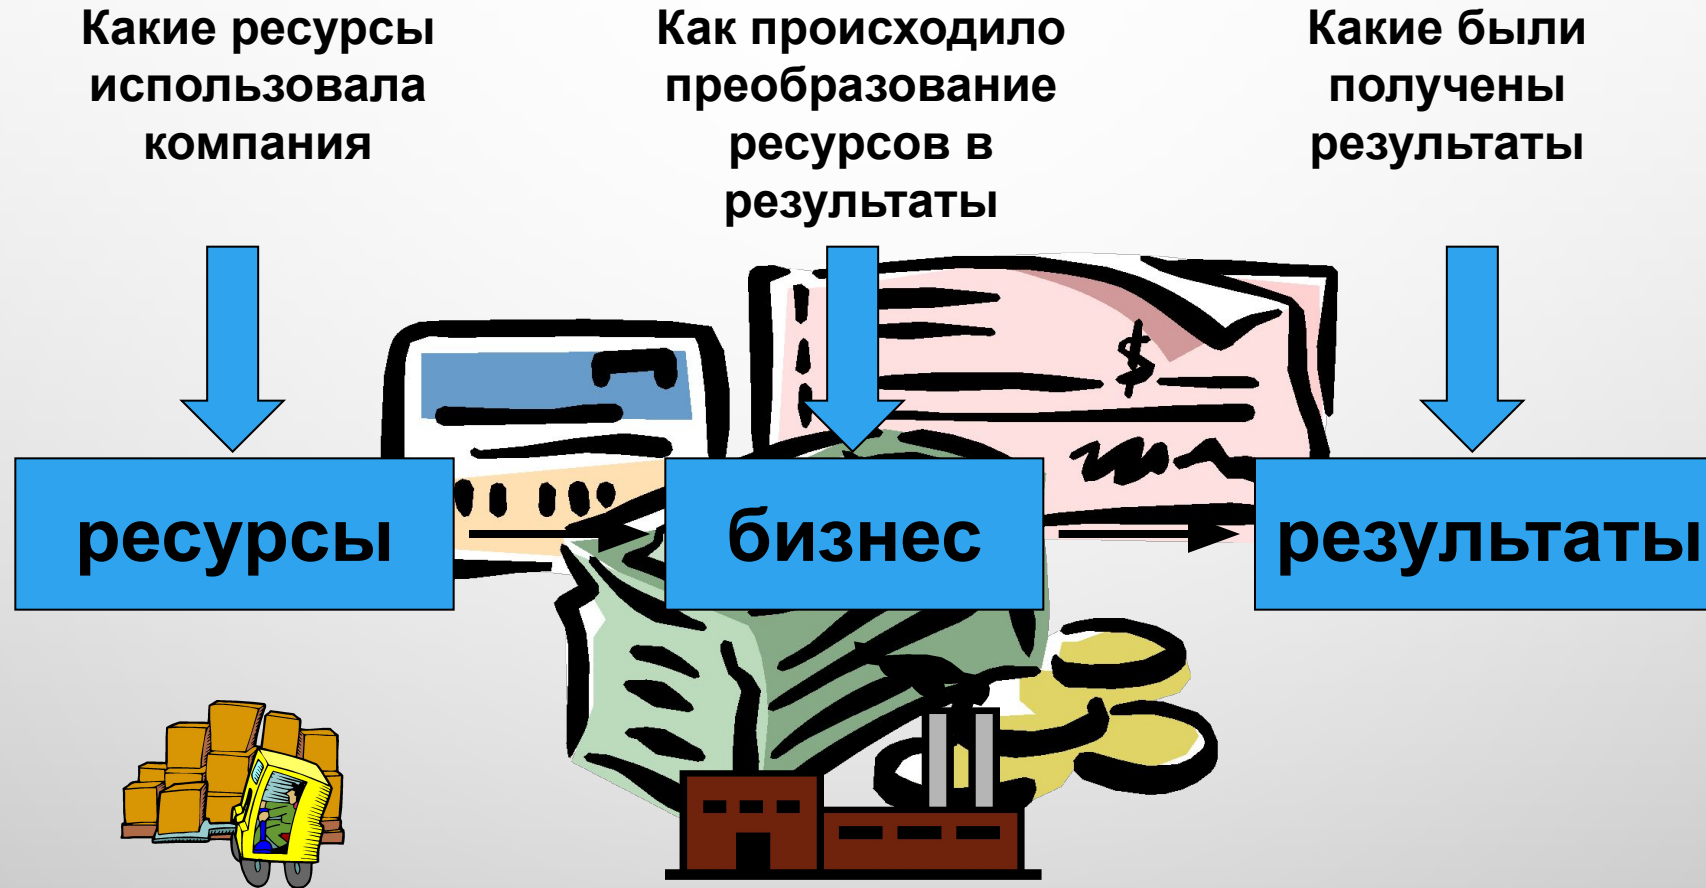 Какие ресурсы
использовала
компания
Как происходило
преобразование
ресурсов в
результаты
Какие были
получены
результаты
$
ресурсы
бизнес
результаты